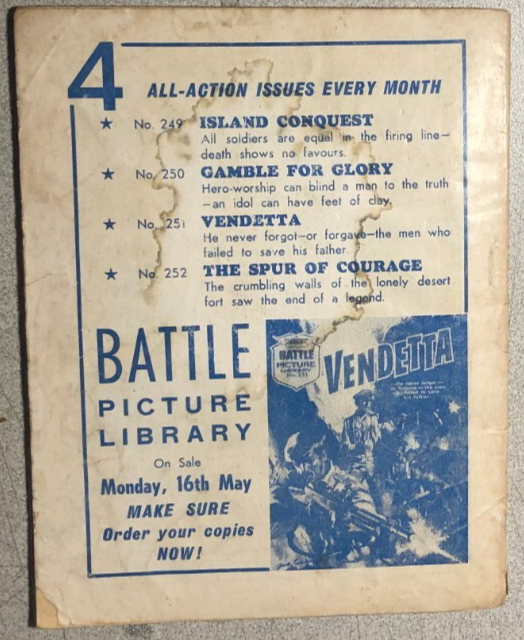 4 ALL-ACTION ISSUES EVERY MONTH
★ No. 249 ISLAND CONQUEST
All soldiers are equal in the firing line—
death shows no favours.
★ No. 250 GAMBLE FOR GLORY
Hero-worship can blind a man to the truth
—an idol can have feet of clay.
★ No. 251 VENDETTA
He never forgot—or forgave—the men who
failed to save his father.
★ No. 252 THE SPUR OF COURAGE
The crumbling walls of the lonely desert
fort saw the end of a legend.
BATTLE
PICTURE
LIBRARY
On Sale
Monday, 16th May
MAKE SURE
Order your copies
NOW!
BATTLE
PICTURE
LIBRARY
No. 251
VENDETTA